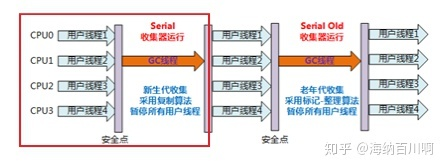 Serial
收集器运行
Serial Old
收集器运行
CPU0
用户线程1
用户线程1
用户线程1
CPU1
用户线程2
GC线程
用户线程2
GC线程
用户线程2
CPU2
用户线程3
新生代收集
采用复制算法
暂停所有用户线程
用户线程3
老年代收集
采用标记-整理算法
暂停所有用户线程
用户线程3
CPU3
用户线程4
用户线程4
用户线程4
安全点
安全点
知乎 @海纳百川啊啊